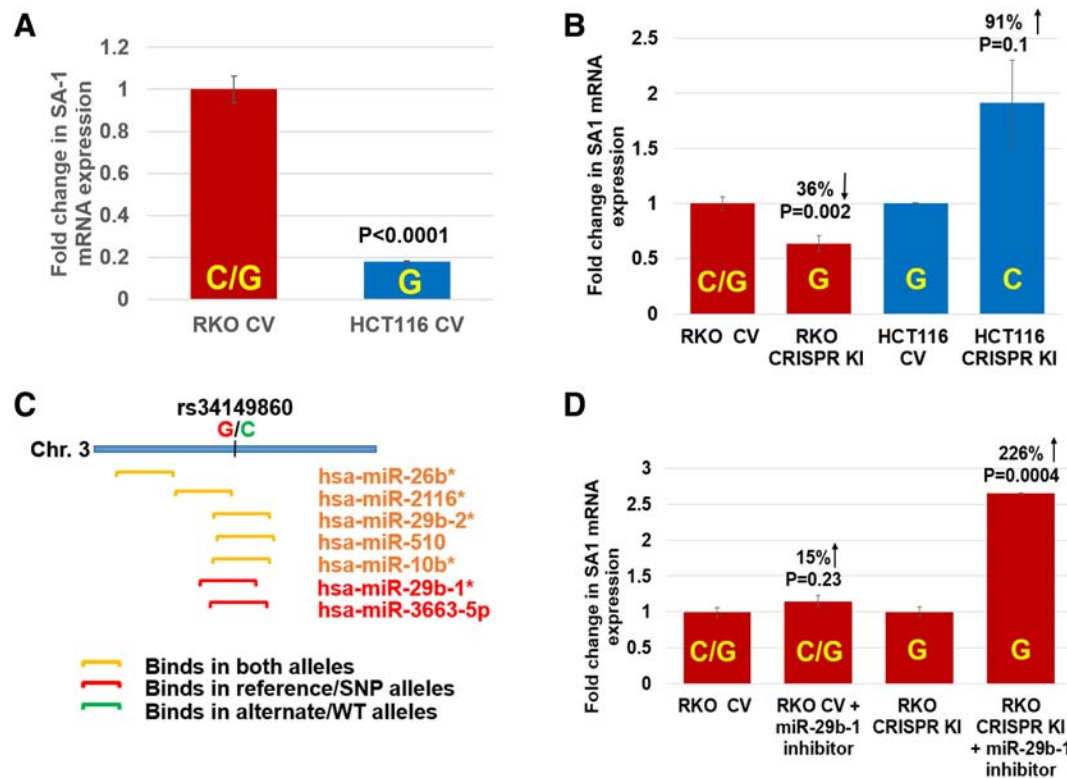 A
Fold change in SA-1
mRNA expression
1.2
1
0.8
0.6
0.4
0.2
0
P<0.0001
C/G
G
RKO CV
HCT116 CV
B
Fold change in SA1 mRNA
expression
2.5
2
1.5
1
0.5
0
91% ↑
P=0.1
36% ↓
P=0.002
C/G
G
G
C
RKO CV
RKO
CRISPR KI
HCT116
CV
HCT116
CRISPR KI
C
rs34149860
G/C
Chr. 3
hsa-miR-26b*
hsa-miR-2116*
hsa-miR-29b-2*
hsa-miR-510
hsa-miR-10b*
hsa-miR-29b-1*
hsa-miR-3663-5p
Binds in both alleles
Binds in reference/SNP alleles
Binds in alternate/WT alleles
D
Fold change in SA1 mRNA
expression
3
2.5
2
1.5
1
0.5
0
226% ↑
P=0.0004
15% ↑
P=0.23
C/G
C/G
G
G
RKO CV
RKO CV +
miR-29b-1
inhibitor
RKO
CRISPR KI
RKO
CRISPR KI
+ miR-29b-1
inhibitor